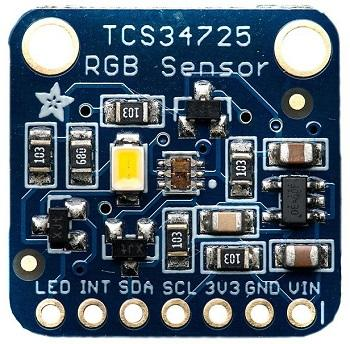 TCS34725
RGB Sensor
103
103
680
103
103
103
LED INT SDA SCL 3V3 GND VIN